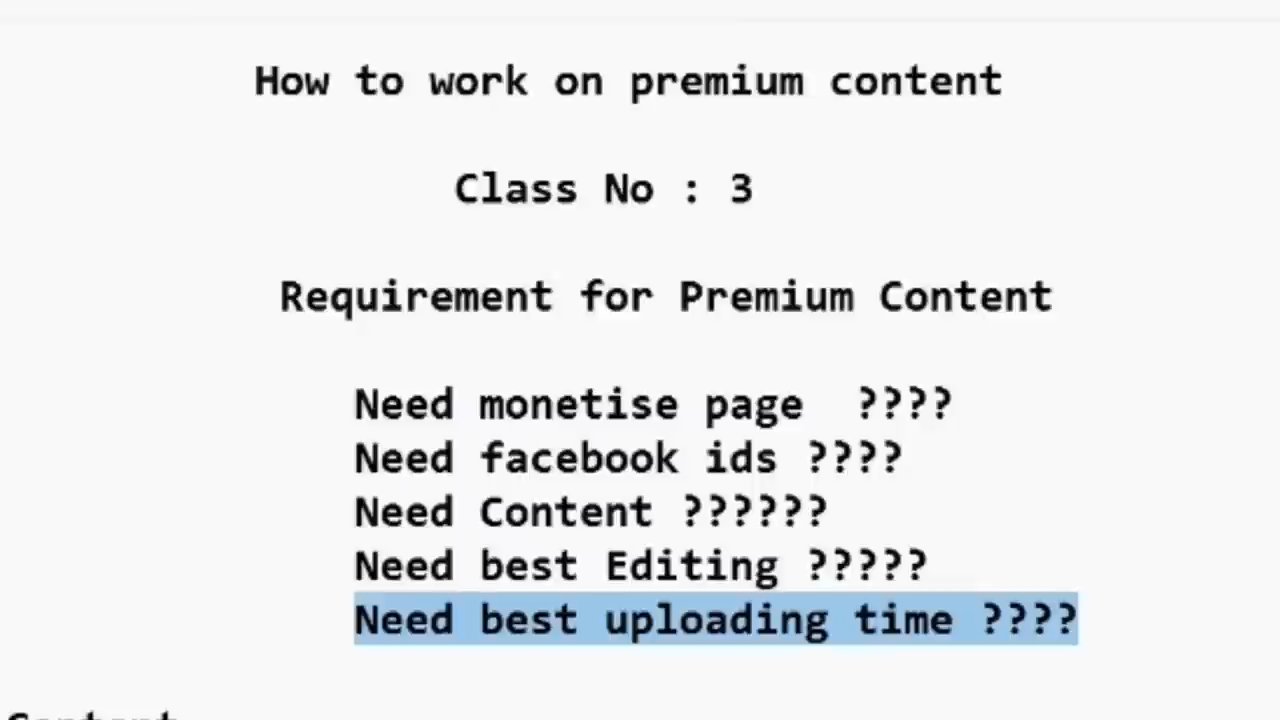 How to work on premium content
Class No : 3
Requirement for Premium Content
Need monetise page  ????
Need facebook ids ????
Need Content ??????
Need best Editing ?????
Need best uploading time ????
Content